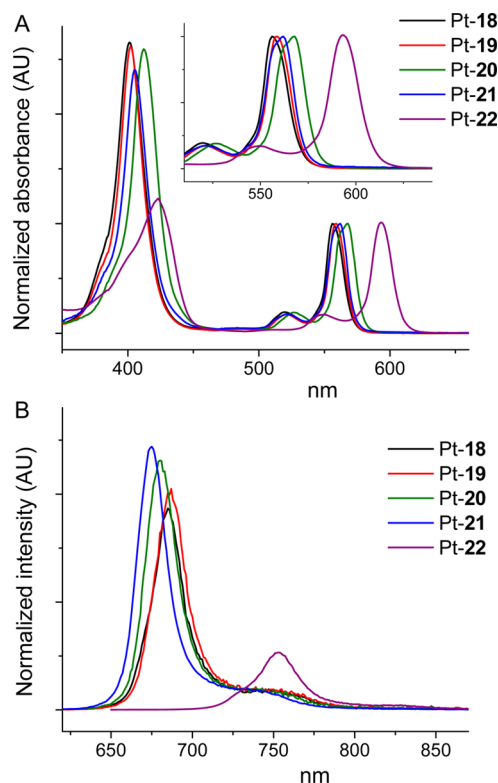 A
Normalized absorbance (AU)
Pt-18
Pt-19
Pt-20
Pt-21
Pt-22
550 600
400 500 600
nm
B
Normalized intensity (AU)
Pt-18
Pt-19
Pt-20
Pt-21
Pt-22
650 700 750 800 850
nm